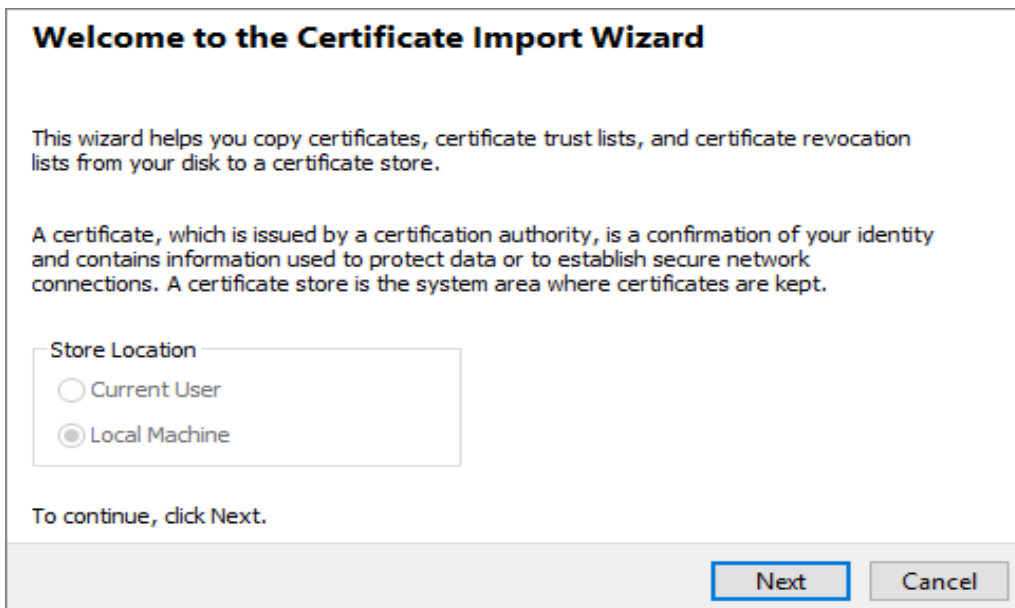 Welcome to the Certificate Import Wizard
This wizard helps you copy certificates, certificate trust lists, and certificate revocation
lists from your disk to a certificate store.
A certificate, which is issued by a certification authority, is a confirmation of your identity
and contains information used to protect data or to establish secure network
connections. A certificate store is the system area where certificates are kept.
Store Location
Current User
Local Machine
To continue, click Next.
Next
Cancel